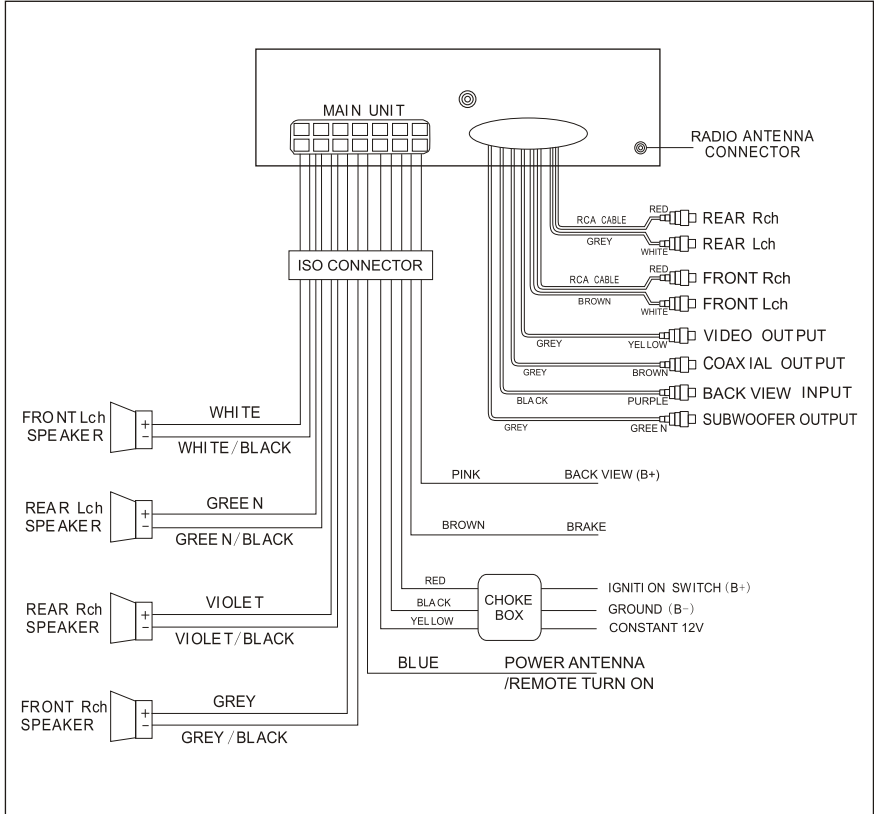 MAIN UNIT
RADIO ANTENNA
CONNECTOR
RED
RCA CABLE
REAR Rch
GREY
WHITE
REAR Lch
ISO CONNECTOR
RED
RCA CABLE
FRONT Rch
BROWN
WHITE
FRONT Lch
GREY
YELLOW
VIDEO OUTPUT
GREY
BROWN
COAXIAL OUTPUT
BLACK
PURPLE
BACK VIEW INPUT
GREY
GREEN
SUBWOOFER OUTPUT
FRONT Lch
SPEAKER
+
−
WHITE
WHITE/BLACK
PINK
BACK VIEW (B+)
REAR Lch
SPEAKER
+
−
GREEN
GREEN/BLACK
BROWN
BRAKE
RED
BLACK
YELLOW
CHOKE
BOX
IGNITION SWITCH (B+)
GROUND (B-)
CONSTANT 12V
REAR Rch
SPEAKER
+
−
VIOLET
VIOLET/BLACK
BLUE
POWER ANTENNA
/REMOTE TURN ON
FRONT Rch
SPEAKER
+
−
GREY
GREY/BLACK